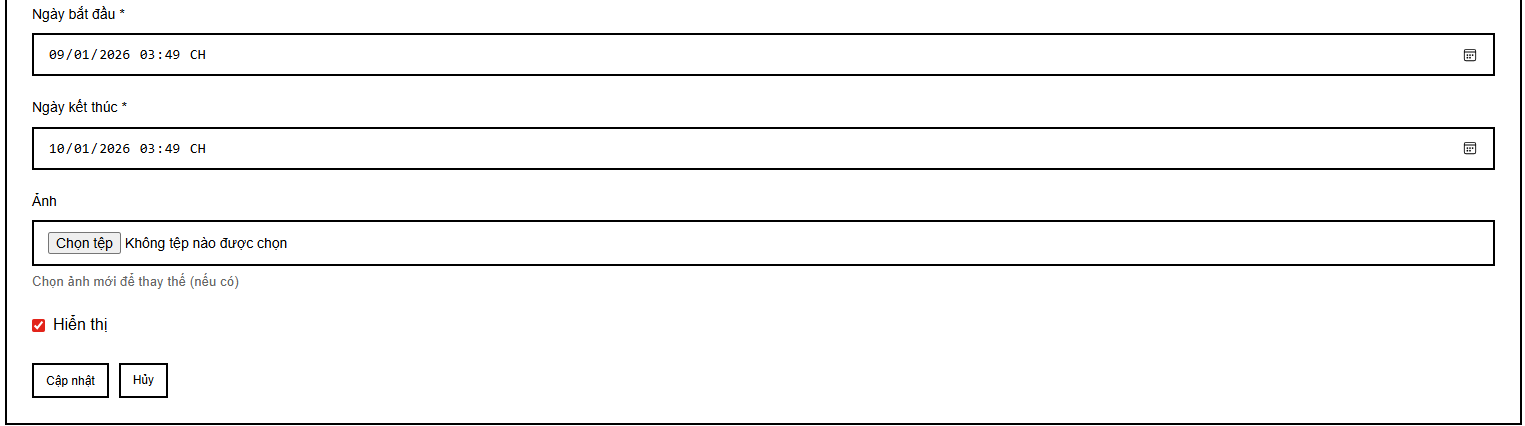 Ngày bắt đầu *
09/01/2026 03:49 CH
Ngày kết thúc *
10/01/2026 03:49 CH
Ảnh
Chọn tệp Không tệp nào được chọn
Chọn ảnh mới để thay thế (nếu có)
Hiển thị
Cập nhật Hủy